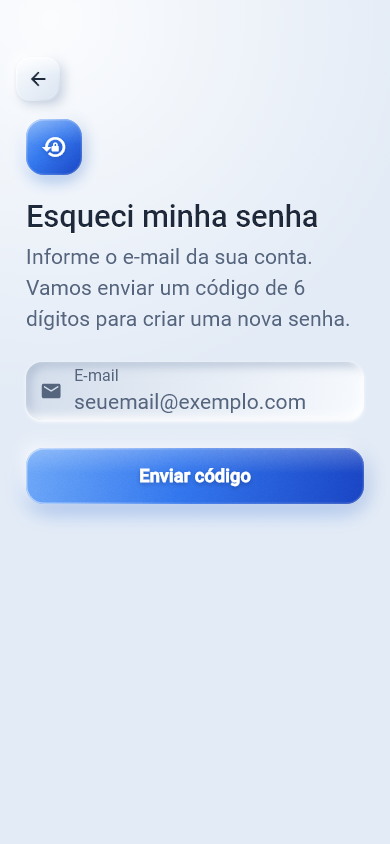 Esqueci minha senha
Informe o e-mail da sua conta.
Vamos enviar um código de 6
dígitos para criar uma nova senha.
E-mail
seuemail@exemplo.com
Enviar código